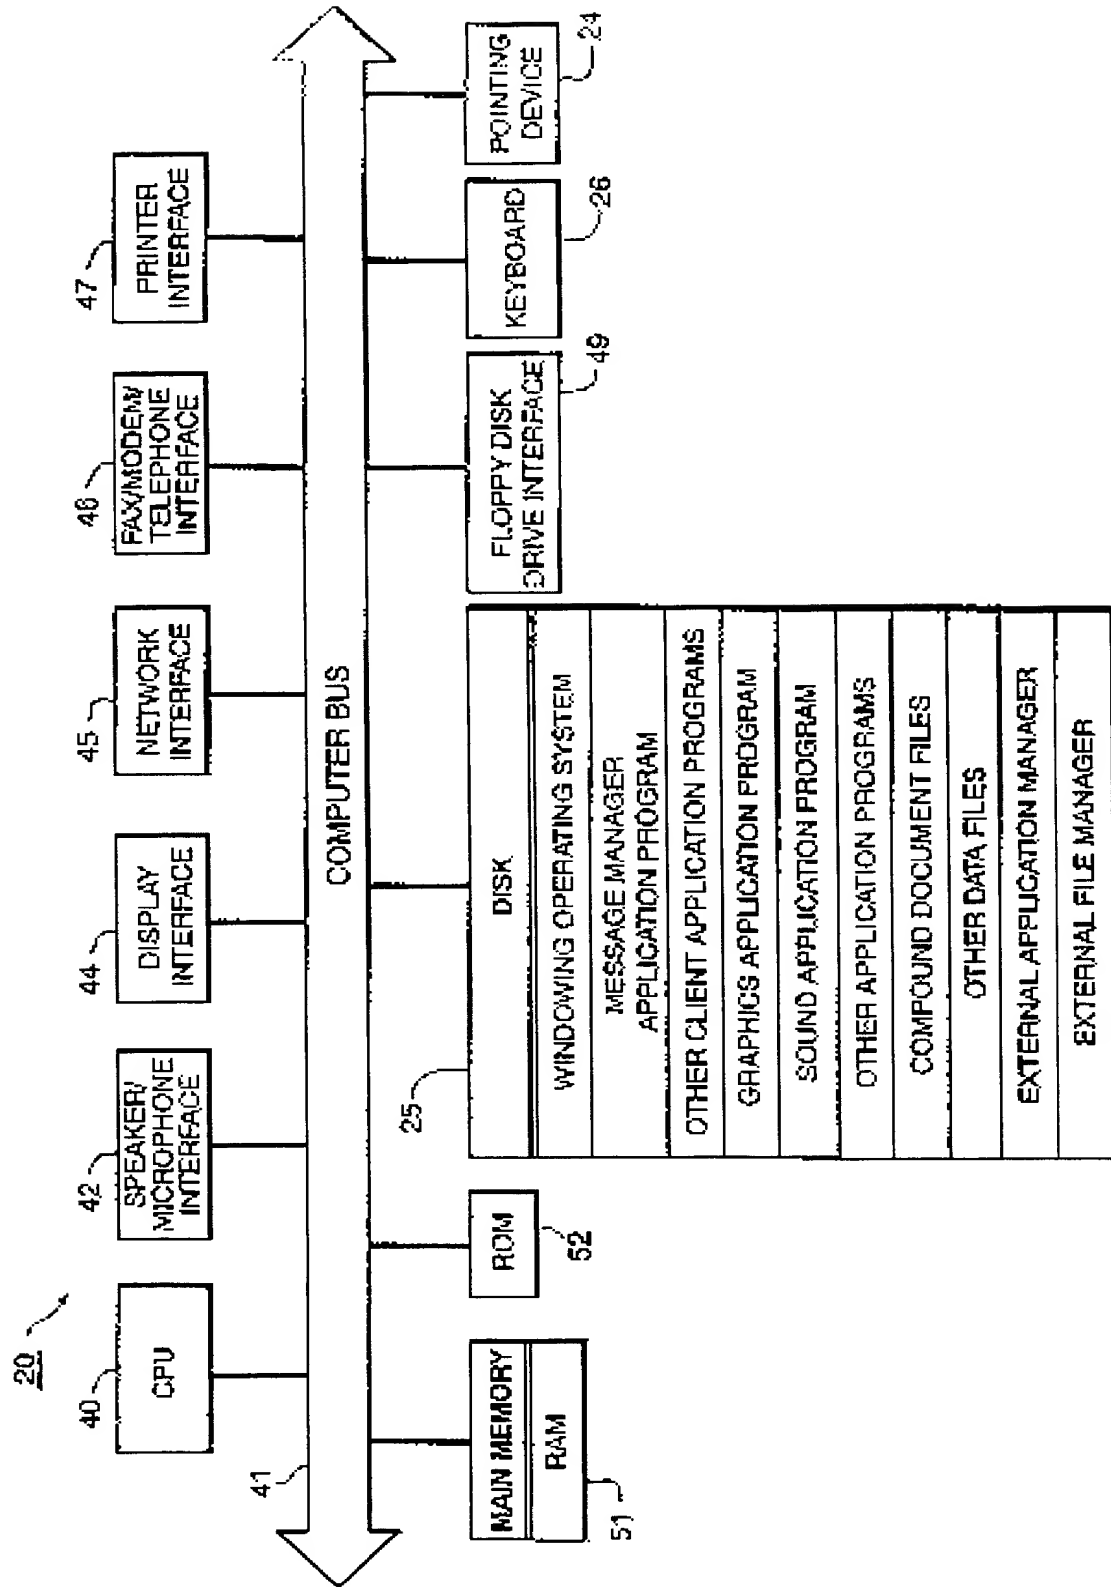 20
40
CPU
42
SPEAKER/
MICROPHONE
INTERFACE
44
DISPLAY
INTERFACE
45
NETWORK
INTERFACE
46
FAX/MODEM/
TELEPHONE
INTERFACE
47
PRINTER
INTERFACE
41
COMPUTER BUS
MAIN MEMORY
RAM
51
ROM
52
25
DISK
WINDOWING OPERATING SYSTEM
MESSAGE MANAGER
APPLICATION PROGRAM
OTHER CLIENT APPLICATION PROGRAMS
GRAPHICS APPLICATION PROGRAM
SOUND APPLICATION PROGRAM
OTHER APPLICATION PROGRAMS
COMPOUND DOCUMENT FILES
OTHER DATA FILES
EXTERNAL APPLICATION MANAGER
EXTERNAL FILE MANAGER
FLOPPY DISK
DRIVE INTERFACE
49
KEYBOARD
26
POINTING
DEVICE
24